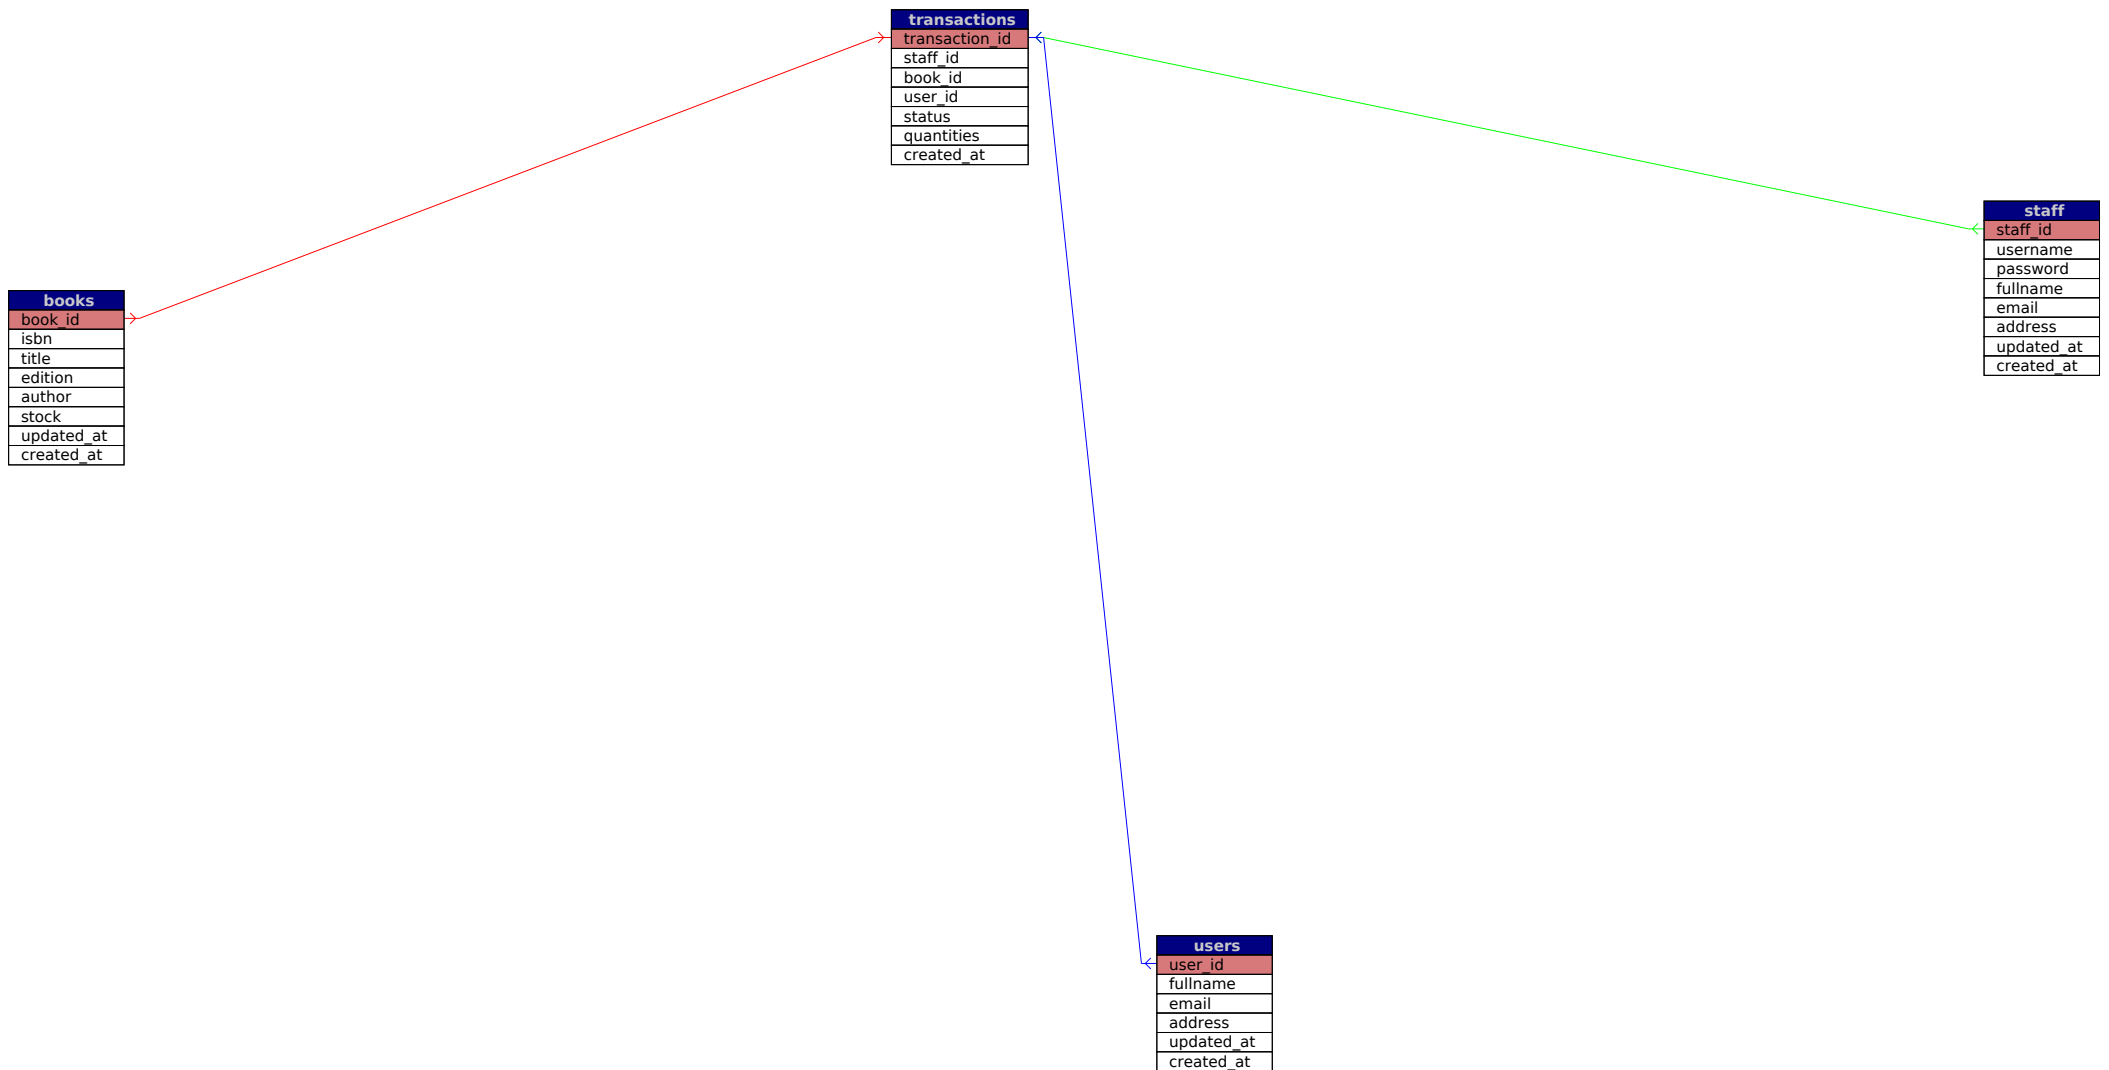 transactions
transaction_id
staff_id
book_id
user_id
status
quantities
created_at
staff
staff_id
username
password
fullname
email
address
updated_at
created_at
books
book_id
isbn
title
edition
author
stock
updated_at
created_at
users
user_id
fullname
email
address
updated_at
created_at